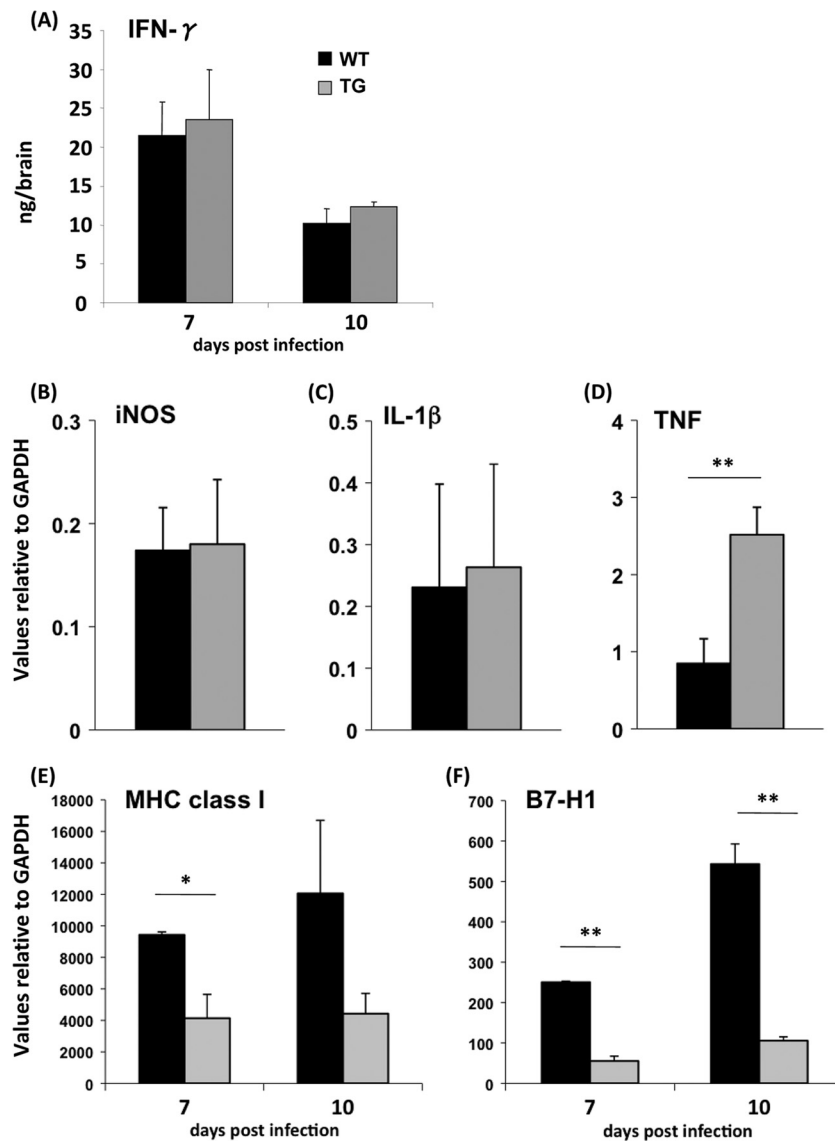 (A)
IFN-γ
WT
TG
35
30
25
20
15
10
5
0
ng/brain
7
10
days post infection
(B)
iNOS
0.3
0.2
0.1
0
Values relative to GAPDH
(C)
IL-1β
0.5
0.4
0.3
0.2
0.1
0
(D)
TNF
4
3
2
1
0
**
(E)
MHC class I
18000
16000
14000
12000
10000
8000
6000
4000
2000
0
Values relative to GAPDH
*
7
10
days post infection
(F)
B7-H1
700
600
500
400
300
200
100
0
**
**
7
10
days post infection